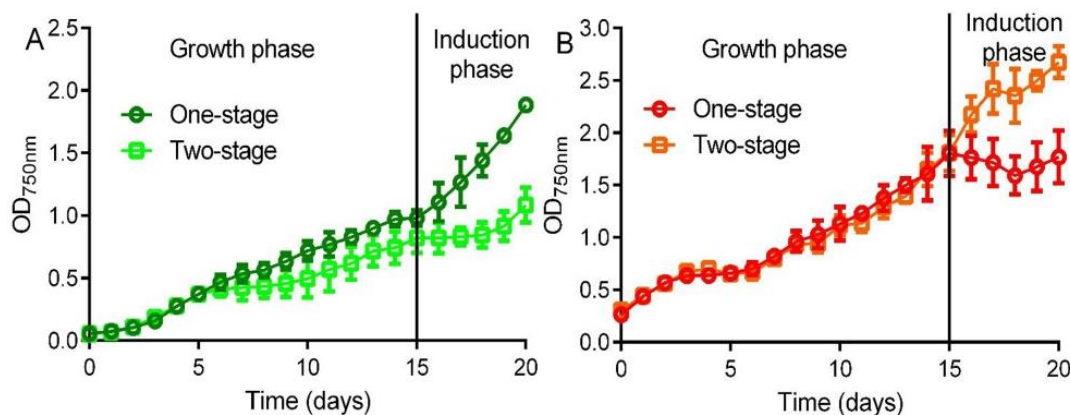 A
Growth phase
Induction
phase
One-stage
Two-stage
OD750nm
2.5
2.0
1.5
1.0
0.5
0.0
0
5
10
15
20
Time (days)
B
Growth phase
Induction
phase
One-stage
Two-stage
OD750nm
3.0
2.5
2.0
1.5
1.0
0.5
0.0
0
5
10
15
20
Time (days)